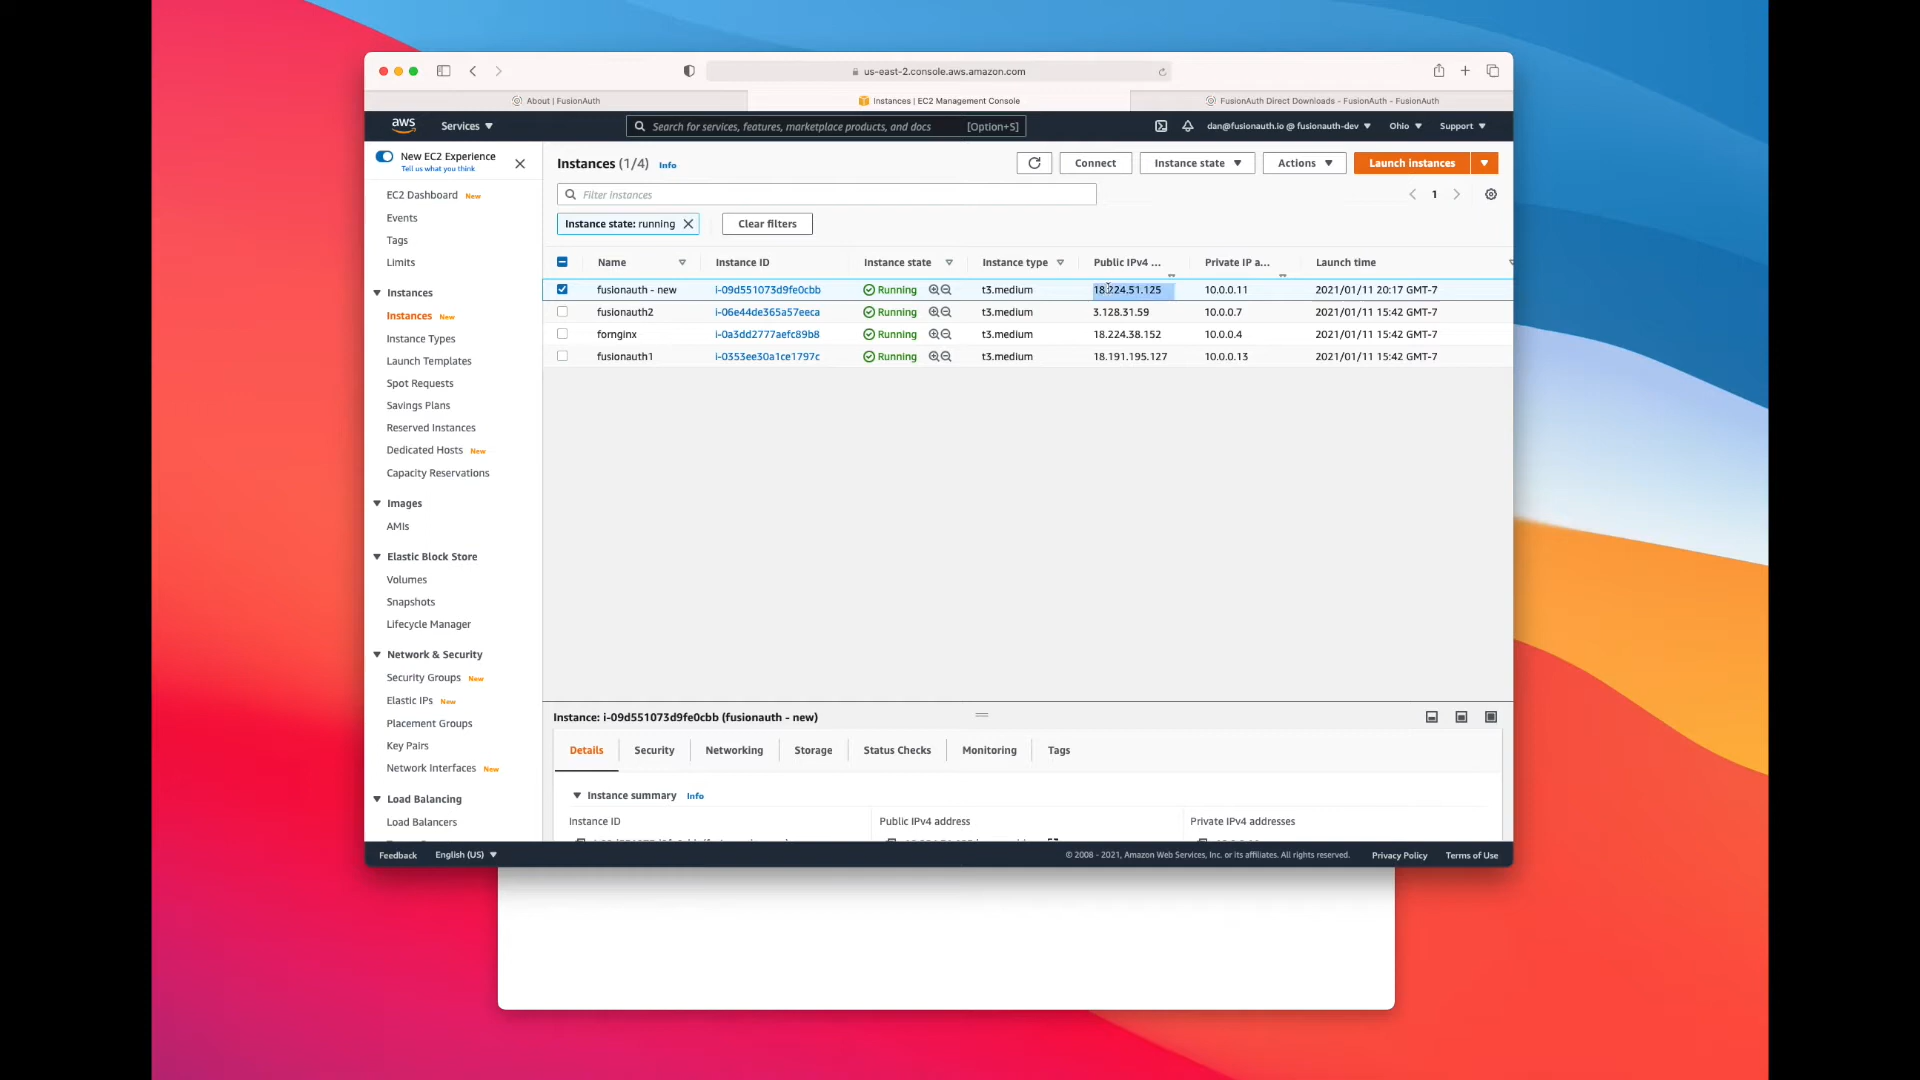 us-east-2.console.aws.amazon.com
About | FusionAuth
Instances | EC2 Management Console
FusionAuth Direct Downloads - FusionAuth - FusionAuth
aws
Services
Search for services, features, marketplace products, and docs [Option+S]
dan@fusionauth.io @ fusionauth-dev
Ohio
Support
New EC2 Experience
Tell us what you think
EC2 Dashboard New
Events
Tags
Limits
Instances
Instances New
Instance Types
Launch Templates
Spot Requests
Savings Plans
Reserved Instances
Dedicated Hosts New
Capacity Reservations
Images
AMIs
Elastic Block Store
Volumes
Snapshots
Lifecycle Manager
Network & Security
Security Groups New
Elastic IPs New
Placement Groups
Key Pairs
Network Interfaces New
Load Balancing
Load Balancers
Instances (1/4) Info
Connect
Instance state
Actions
Launch instances
Filter instances
1
Instance state: running
Clear filters
Name Instance ID Instance state Instance type Public IPv4 ... Private IP a... Launch time
fusionauth - new i-09d551073d9fe0cbb Running t3.medium 18.224.51.125 10.0.0.11 2021/01/11 20:17 GMT-7
fusionauth2 i-06e44de365a57eeca Running t3.medium 3.128.31.59 10.0.0.7 2021/01/11 15:42 GMT-7
fornginx i-0a3dd2777aefc89b8 Running t3.medium 18.224.38.152 10.0.0.4 2021/01/11 15:42 GMT-7
fusionauth1 i-0353ee30a1ce1797c Running t3.medium 18.191.195.127 10.0.0.13 2021/01/11 15:42 GMT-7
Instance: i-09d551073d9fe0cbb (fusionauth - new)
Details Security Networking Storage Status Checks Monitoring Tags
Instance summary Info
Instance ID Public IPv4 address Private IPv4 addresses
Feedback
English (US)
© 2008 - 2021, Amazon Web Services, Inc. or its affiliates. All rights reserved.
Privacy Policy
Terms of Use